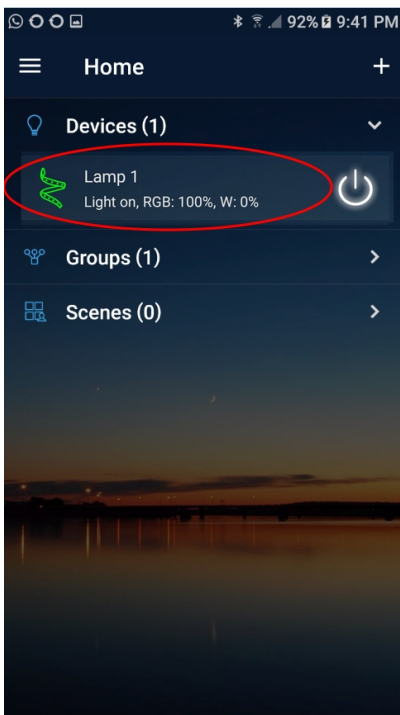 92% 9:41 PM
Home
Devices (1)
Lamp 1
Light on, RGB: 100%, W: 0%
Groups (1)
Scenes (0)